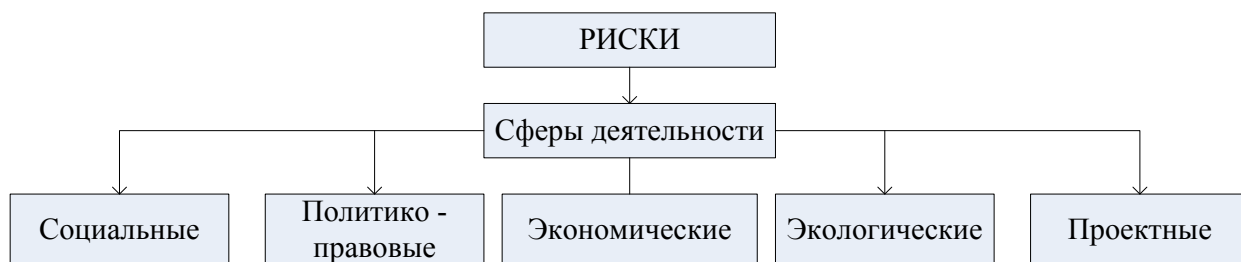 РИСКИ
Сферы деятельности
Социальные
Политико -
правовые
Экономические
Экологические
Проектные